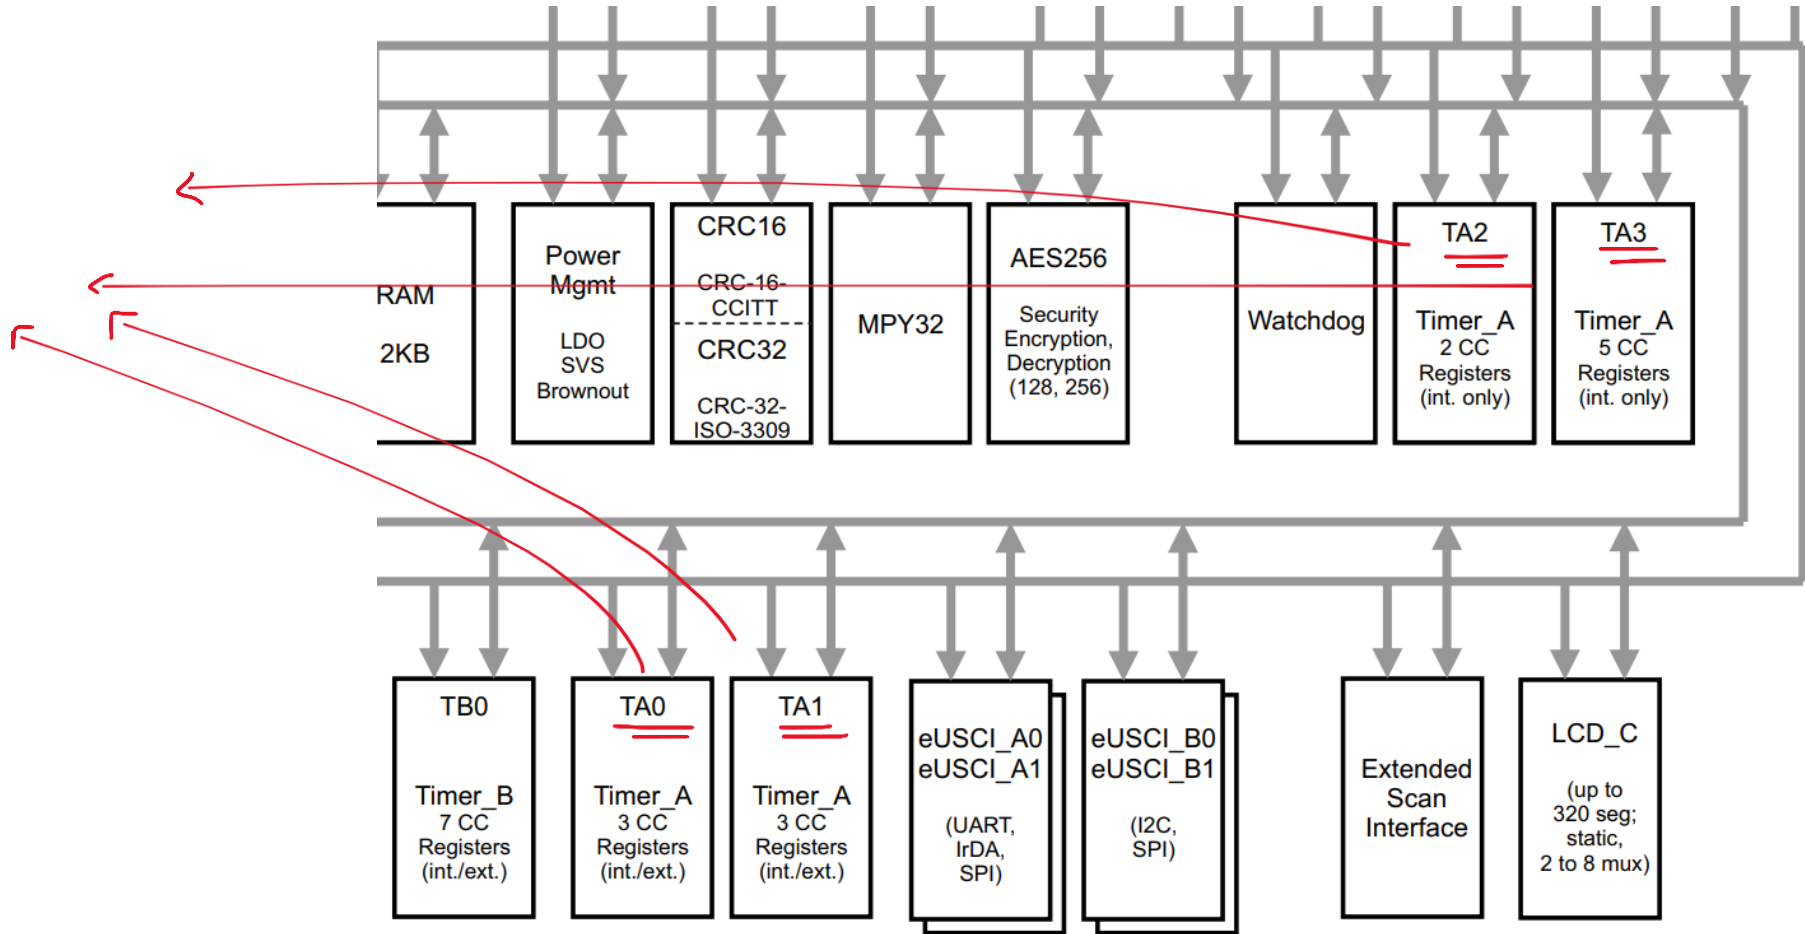 RAM
2KB
Power
Mgmt
LDO
SVS
Brownout
CRC16
CRC-16-
CCITT
CRC32
CRC-32-
ISO-3309
MPY32
AES256
Security
Encryption,
Decryption
(128, 256)
Watchdog
TA2
Timer_A
2 CC
Registers
(int. only)
TA3
Timer_A
5 CC
Registers
(int. only)
TB0
Timer_B
7 CC
Registers
(int./ext.)
TA0
Timer_A
3 CC
Registers
(int./ext.)
TA1
Timer_A
3 CC
Registers
(int./ext.)
eUSCI_A0
eUSCI_A1
(UART,
IrDA,
SPI)
eUSCI_B0
eUSCI_B1
(I2C,
SPI)
Extended
Scan
Interface
LCD_C
(up to
320 seg;
static,
2 to 8 mux)